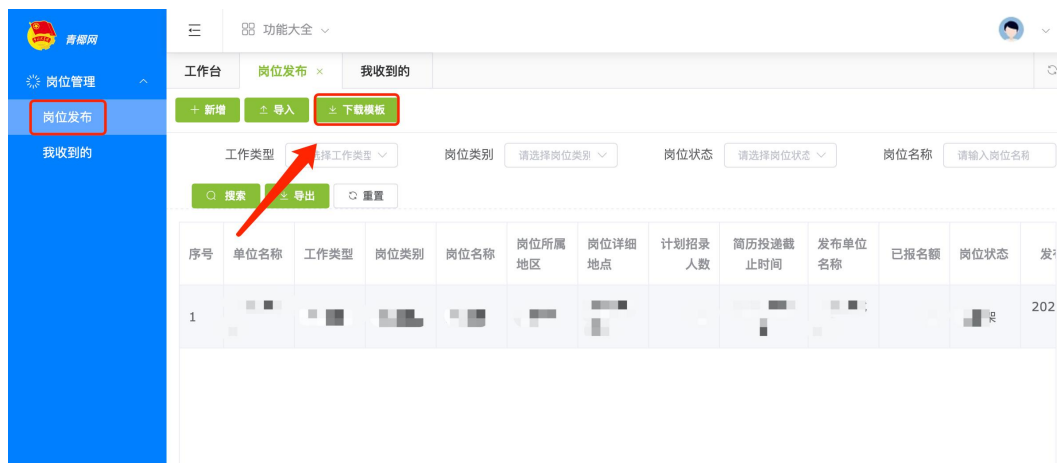 青椰网
功能大全
岗位管理
岗位发布
我收到的
工作台 岗位发布 × 我收到的
+ 新增 导入 下载模板
工作类型 选择工作类型 岗位类别 请选择岗位类别 岗位状态 请选择岗位状态 岗位名称 请输入岗位名称
搜索 导出 重置
序号 单位名称 工作类型 岗位类别 岗位名称 岗位所属地区 岗位详细地点 计划招录人数 简历投递截止时间 发布单位名称 已报名额 岗位状态
1 架 202